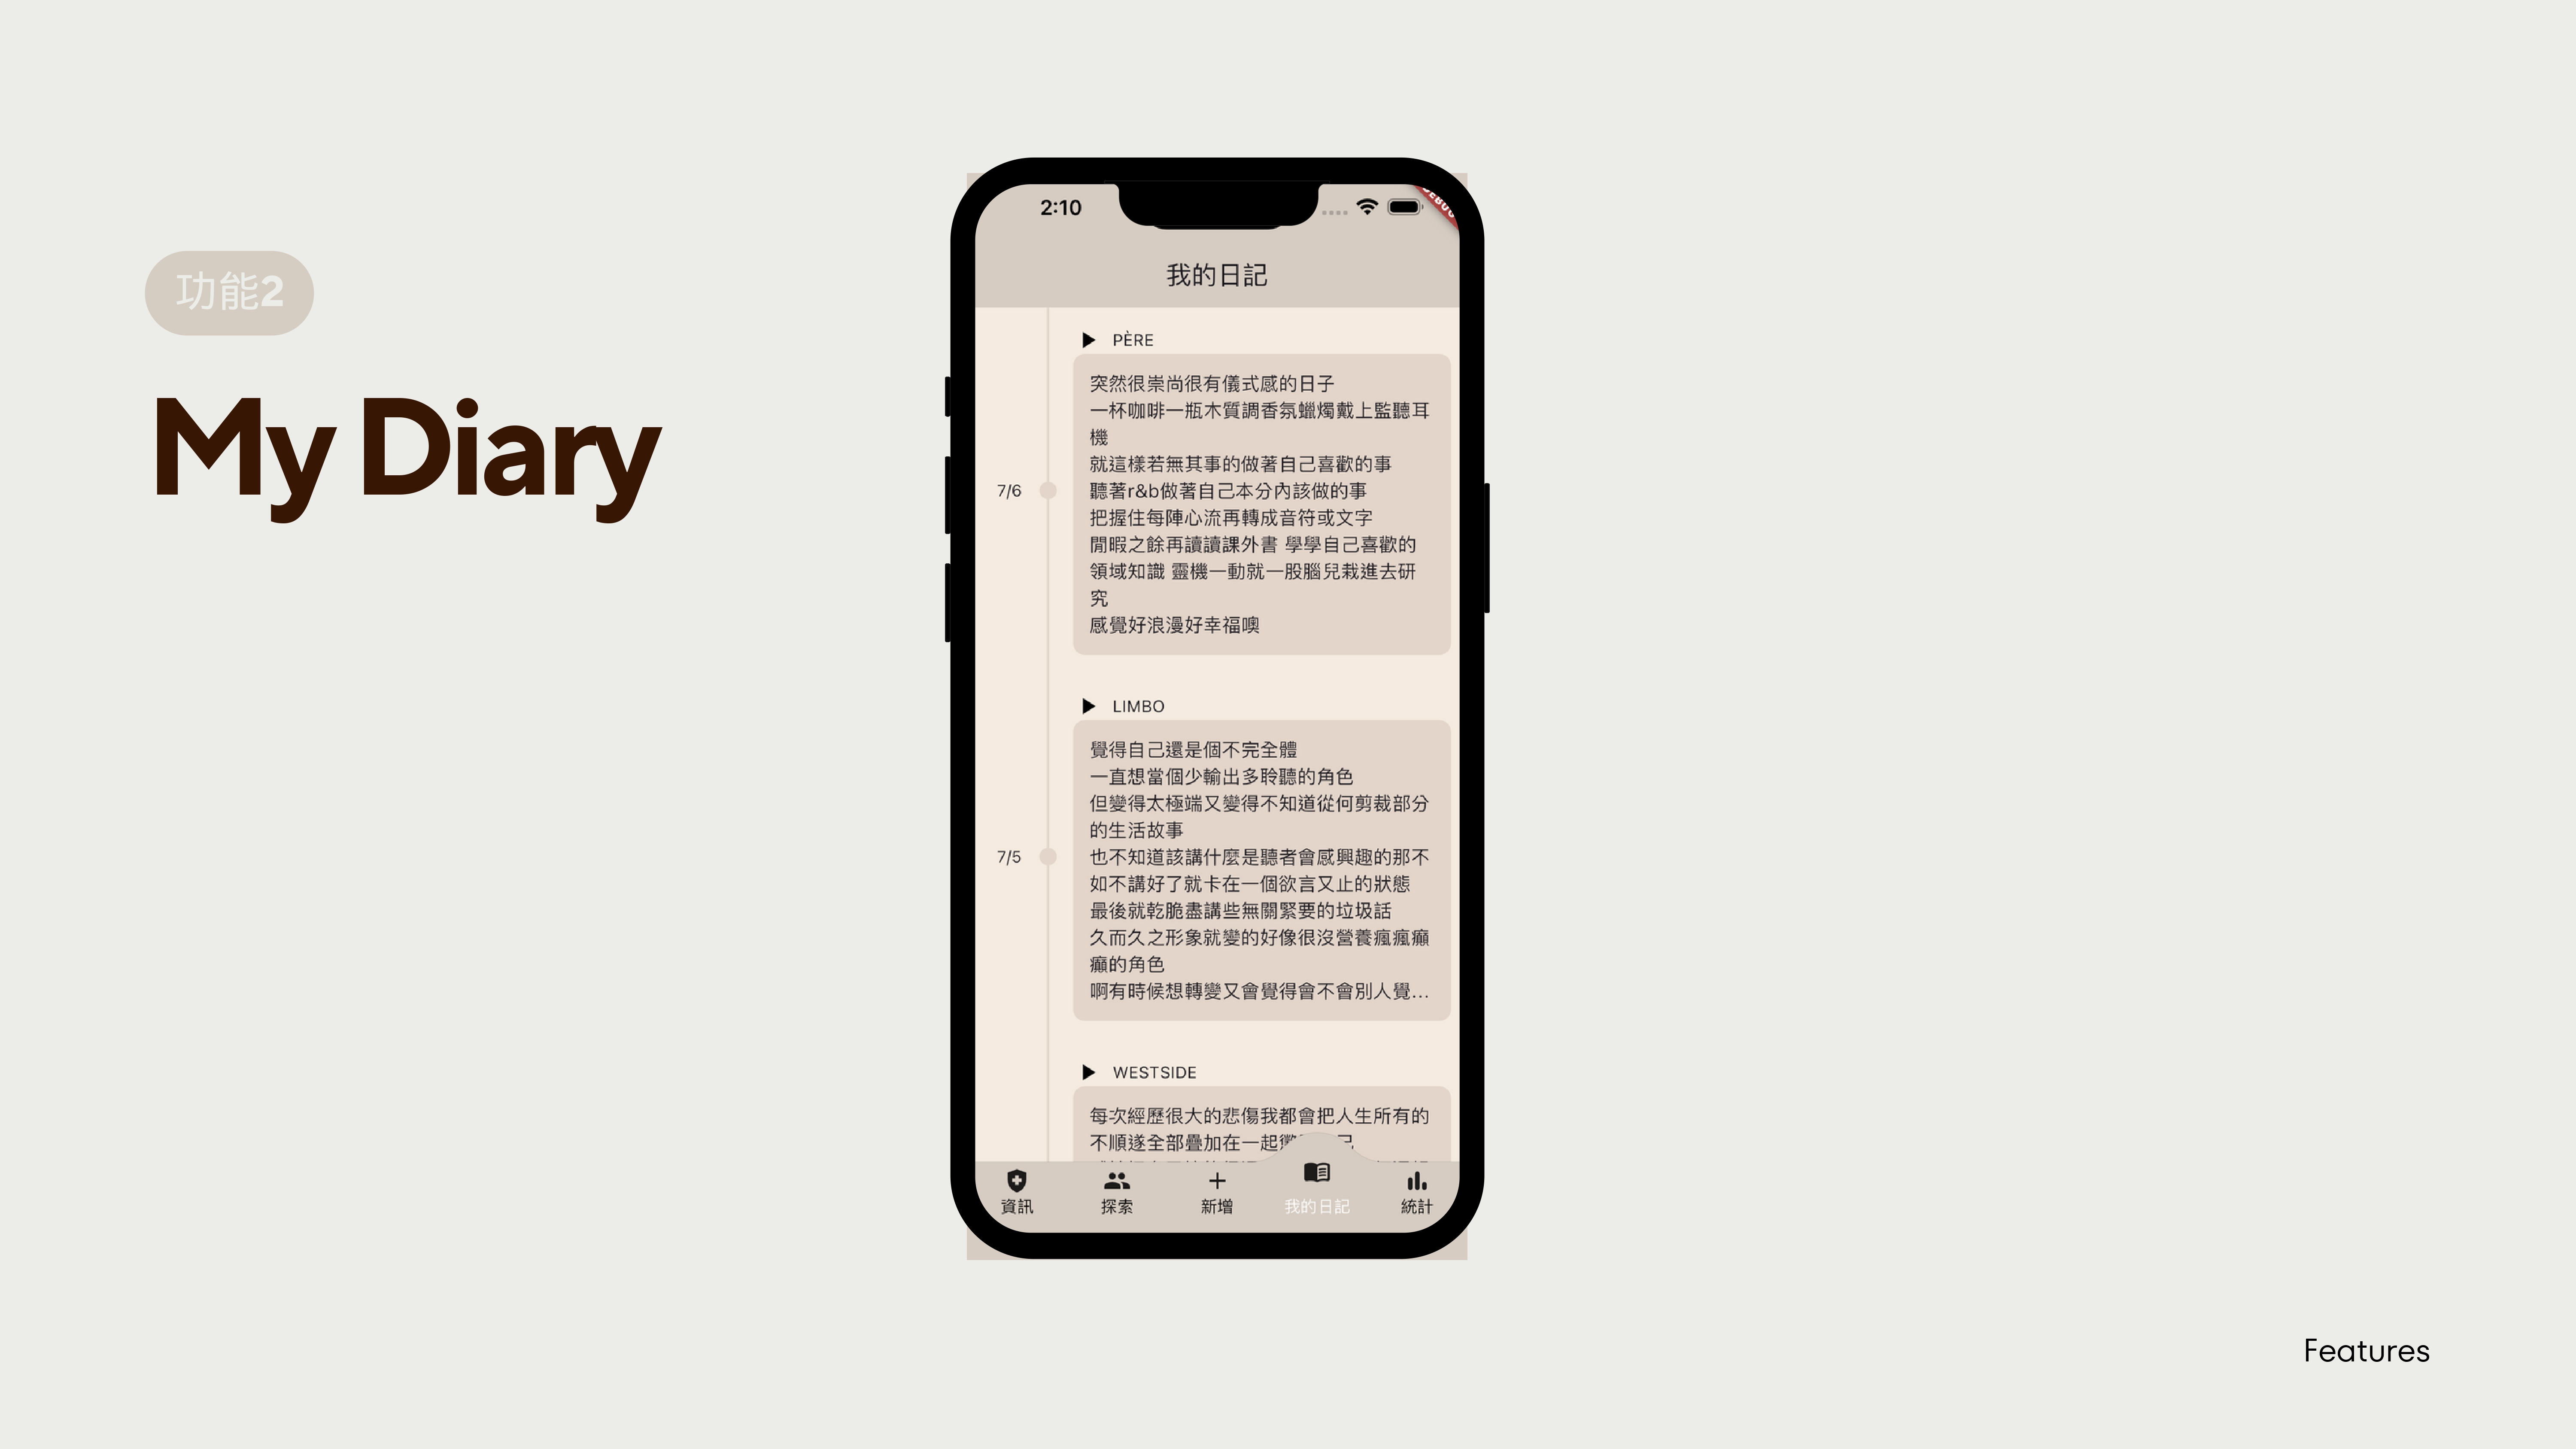 功能2
My Diary
2:10
我的日記
PÈRE
突然很崇尚很有儀式感的日子
一杯咖啡一瓶木質調香氛蠟燭戴上監聽耳
機
就這樣若無其事的做著自己喜歡的事
7/6
聽著r&b做著自己本分內該做的事
把握住每陣心流再轉成音符或文字
閒暇之餘再讀讀課外書 學學自己喜歡的
領域知識 靈機一動就一股腦兒栽進去研
究
感覺好浪漫好幸福噢
LIMBO
覺得自己還是個不完全體
一直想當個少輸出多聆聽的角色
但變得太極端又變得不知道從何剪裁部分
的生活故事
7/5
也不知道該講什麼是聽者會感興趣的那不
如不講好了就卡在一個欲言又止的狀態
最後就乾脆盡講些無關緊要的垃圾話
久而久之形象就變的好像很沒營養瘋瘋癲
癲的角色
啊有時候想轉變又會覺得會不會別人覺...
WESTSIDE
每次經歷很大的悲傷我都會把人生所有的
不順遂全部疊加在一起
資訊
探索
新增
我的日記
統計
Features